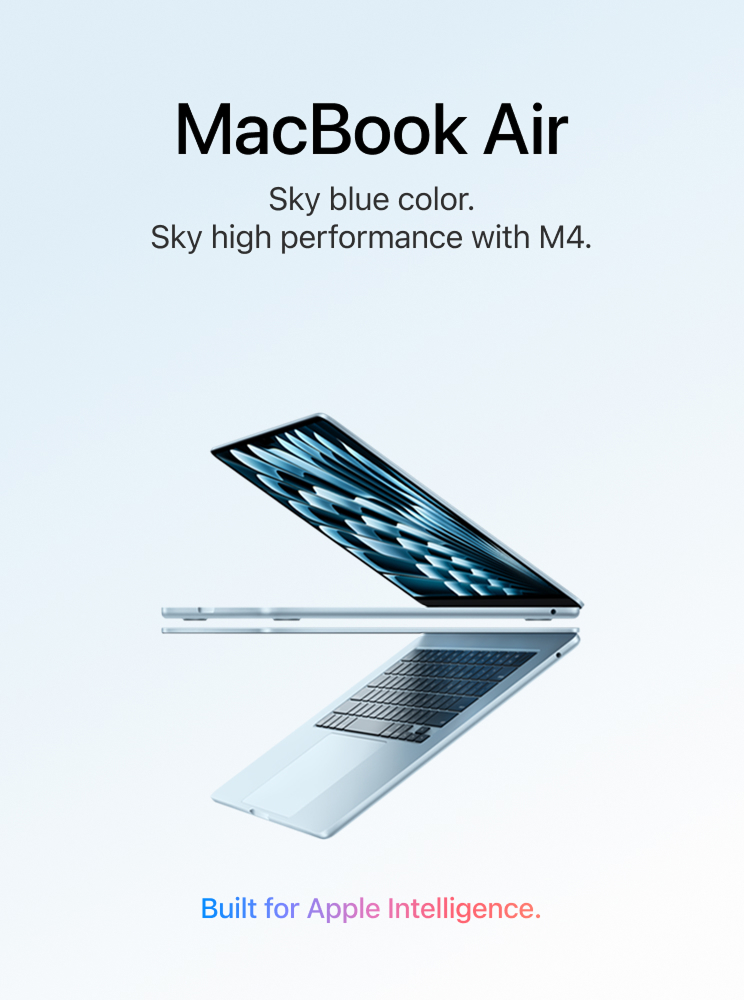 MacBook Air
Sky blue color.
Sky high performance with M4.
Built for Apple Intelligence.